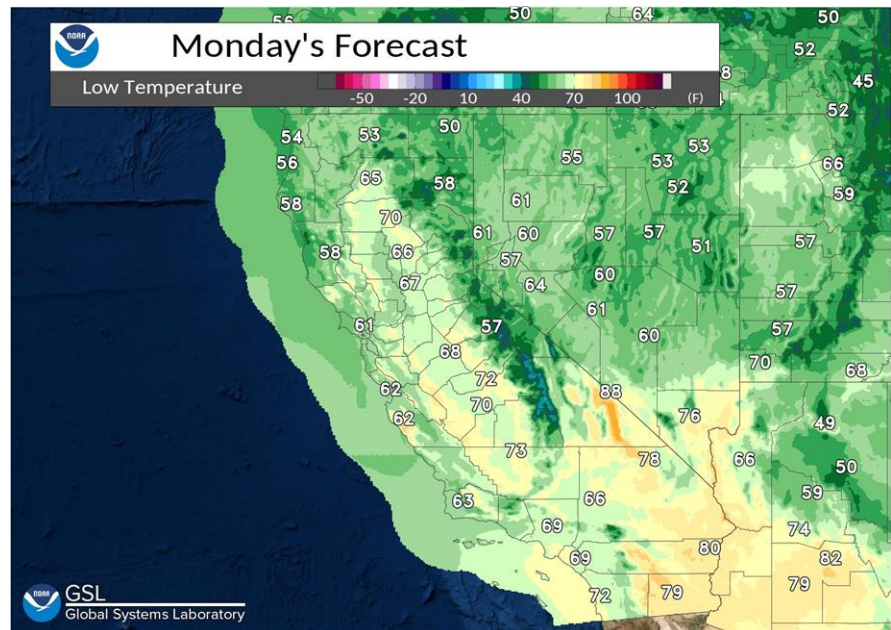 56 50 64 50
NOAA
Monday's Forecast
52
Low Temperature
-50 -20 10 40 70 100 (F)
45
52
54 53 50 53
56 55 53 66
65 58 52 59
58 61
70
61 60 57 57 51 57
58 66 57
67 64 60 57
61 61 57 60 57
68 70 68
72
62 70 88 76 49
62
73 78 66 50
63 66 59
69 74
69 80 82
72 79 79
NOAA
GSL
Global Systems Laboratory